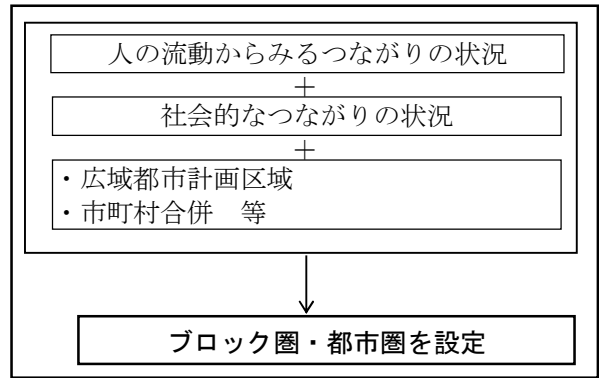 人の流動からみるつながりの状況
＋
社会的なつながりの状況
＋
・広域都市計画区域
・市町村合併　等
ブロック圏・都市圏を設定